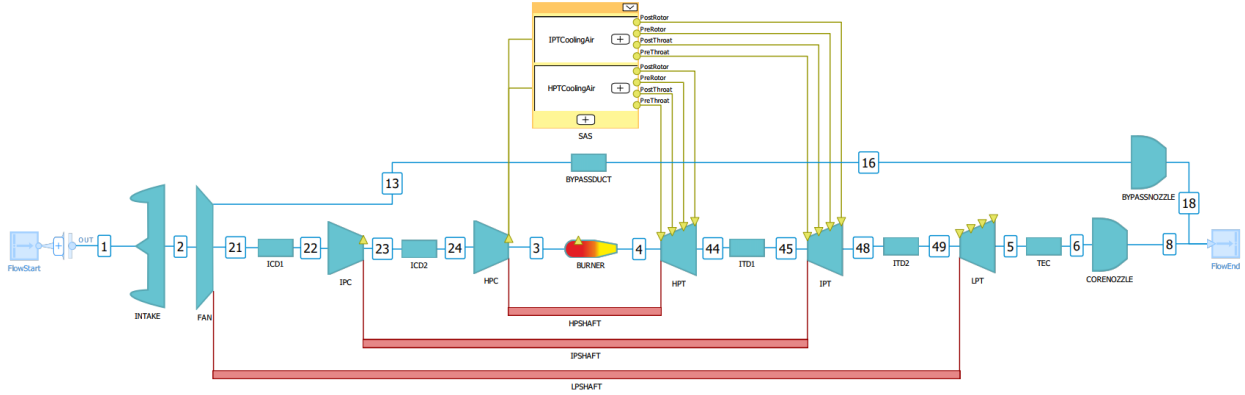 PostRotor
PreRotor
IPTCoolingAir
PostThroat
PreThroat
PostRotor
PreRotor
HPTCoolingAir
PostThroat
PreThroat
SAS
13
BYPASSDUCT
16
BYPASSNOZZLE
18
FlowStart
OUT
1
INTAKE
2
FAN
21
ICD1
22
IPC
23
ICD2
24
HPC
3
BURNER
4
HPT
44
ITD1
45
IPT
48
ITD2
49
LPT
5
TEC
6
CORENOZZLE
8
FlowEnd
HPSHAFT
IPSHAFT
LPSHAFT